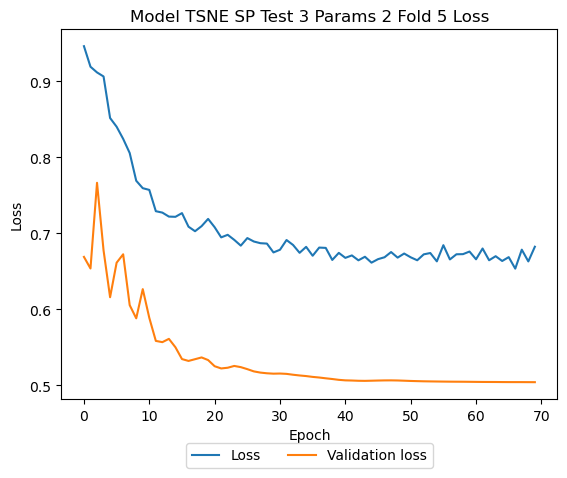 Model TSNE SP Test 3 Params 2 Fold 5 Loss
0.9
0.8
0.7
0.6
0.5
Loss
0 10 20 30 40 50 60 70
Epoch
Loss Validation loss